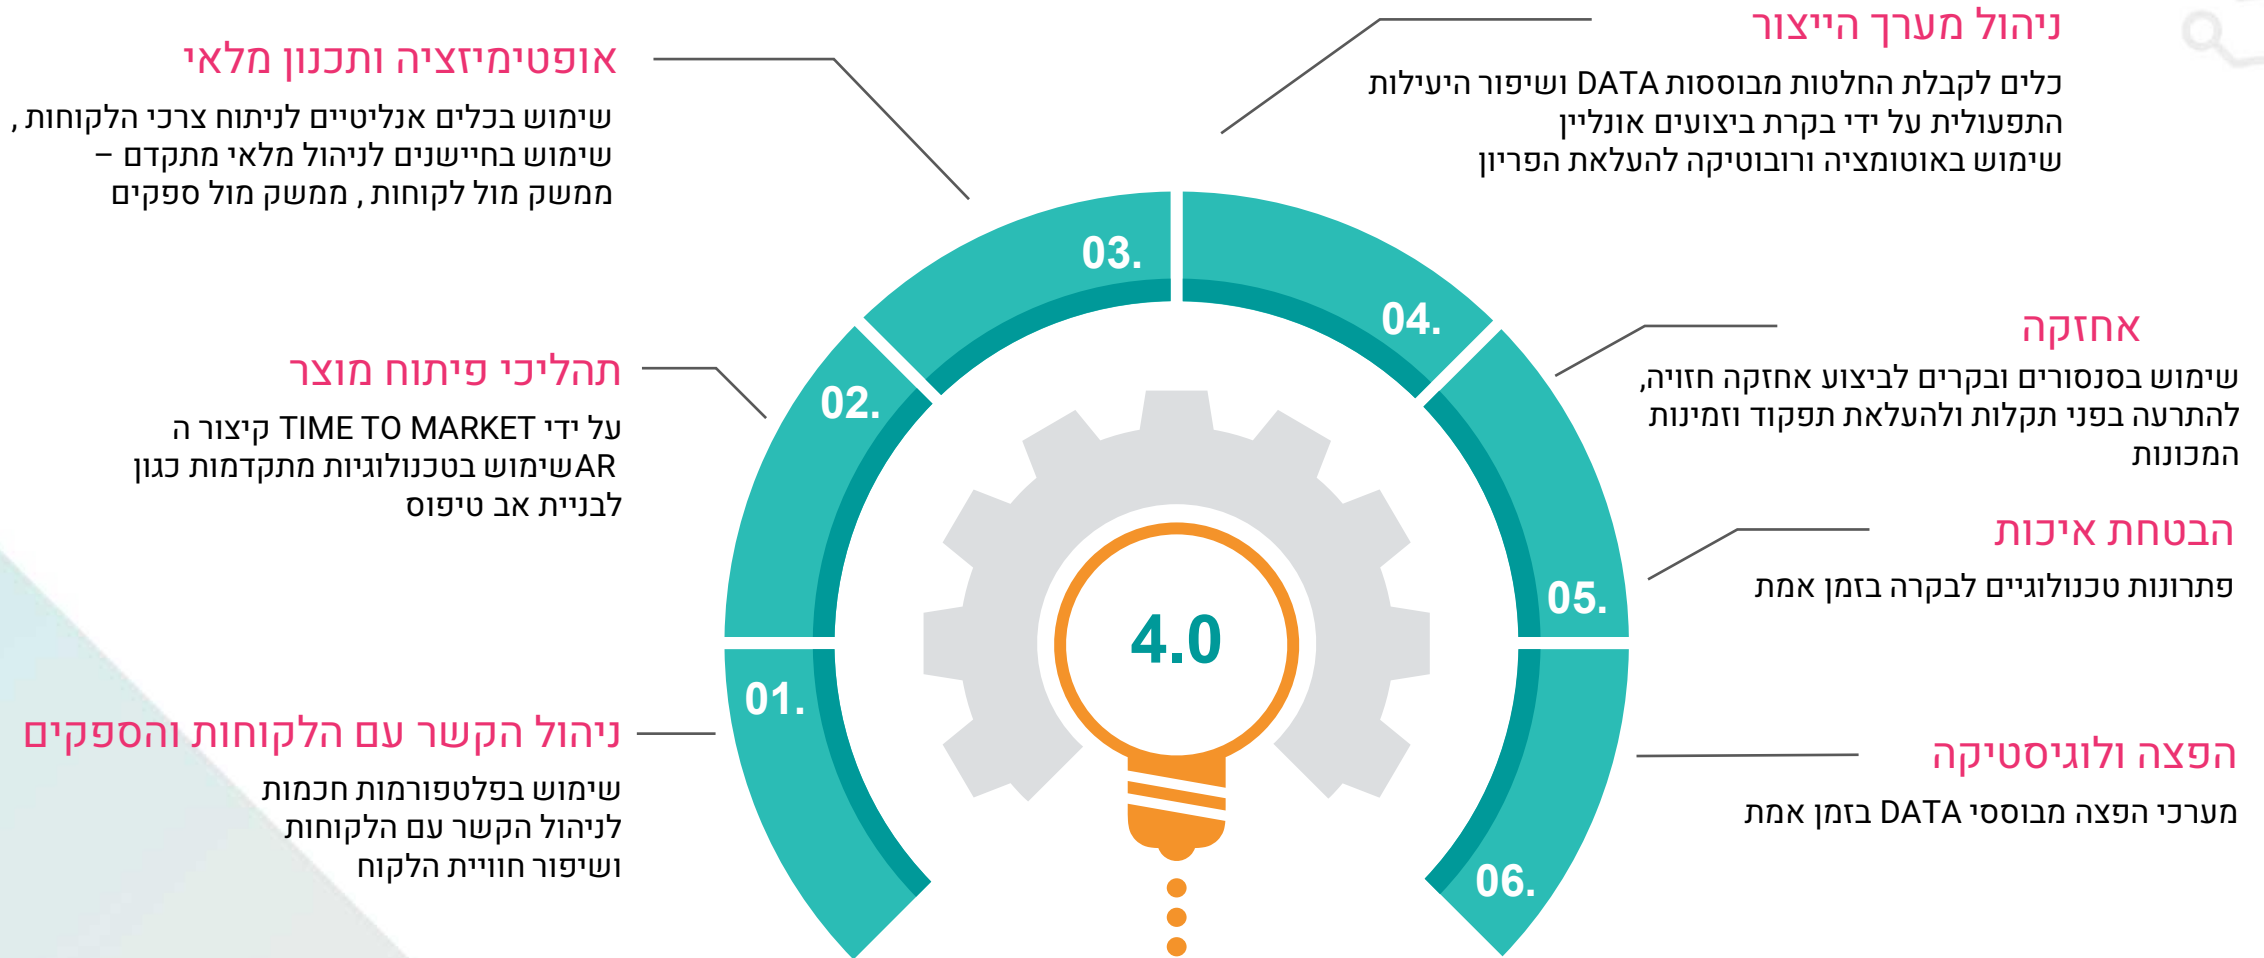 ניהול מערך הייצור
כלים לקבלת החלטות מבוססות DATA ושיפור היעילות
התפעולית על ידי בקרת ביצועים אונליין
שימוש באוטומציה ורובוטיקה להעלאת הפריון
אופטימיזציה ותכנון מלאי
שימוש בכלים אנליטיים לניתוח צרכי הלקוחות ,
שימוש בחיישנים לניהול מלאי מתקדם –
ממשק מול לקוחות , ממשק מול ספקים
אחזקה
שימוש בסנסורים ובקרים לביצוע אחזקה חזויה,
להתרעה בפני תקלות ולהעלאת תפקוד וזמינות
המכונות
תהליכי פיתוח מוצר
על ידי TIME TO MARKET קיצור ה
ARשימוש בטכנולוגיות מתקדמות כגון
לבניית אב טיפוס
הבטחת איכות
פתרונות טכנולוגיים לבקרה בזמן אמת
ניהול הקשר עם הלקוחות והספקים
שימוש בפלטפורמות חכמות
לניהול הקשר עם הלקוחות
ושיפור חוויית הלקוח
הפצה ולוגיסטיקה
מערכי הפצה מבוססי DATA בזמן אמת
01.
02.
03.
04.
05.
06.
4.0